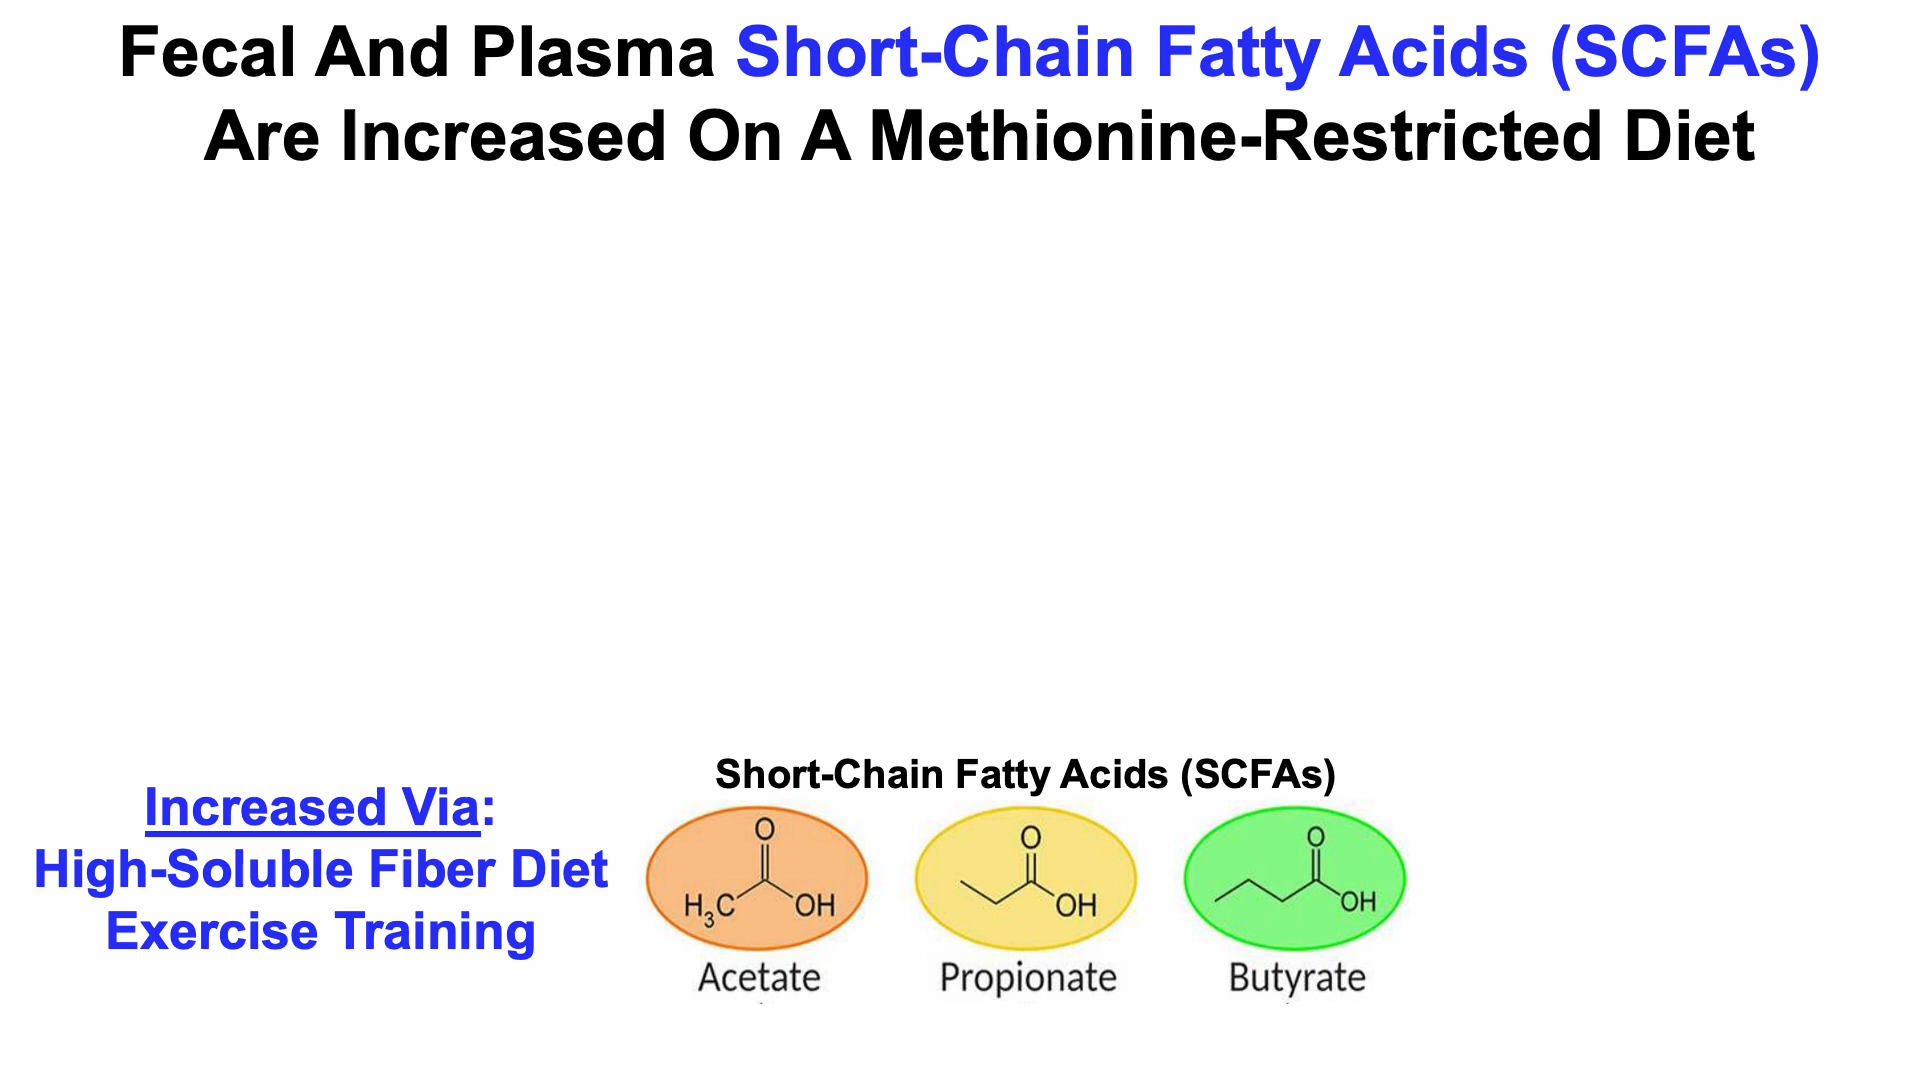 Fecal And Plasma Short-Chain Fatty Acids (SCFAs)
Are Increased On A Methionine-Restricted Diet
Short-Chain Fatty Acids (SCFAs)
Increased Via:
High-Soluble Fiber Diet
Exercise Training
O
H3C
OH
O
OH
O
OH
Acetate
Propionate
Butyrate